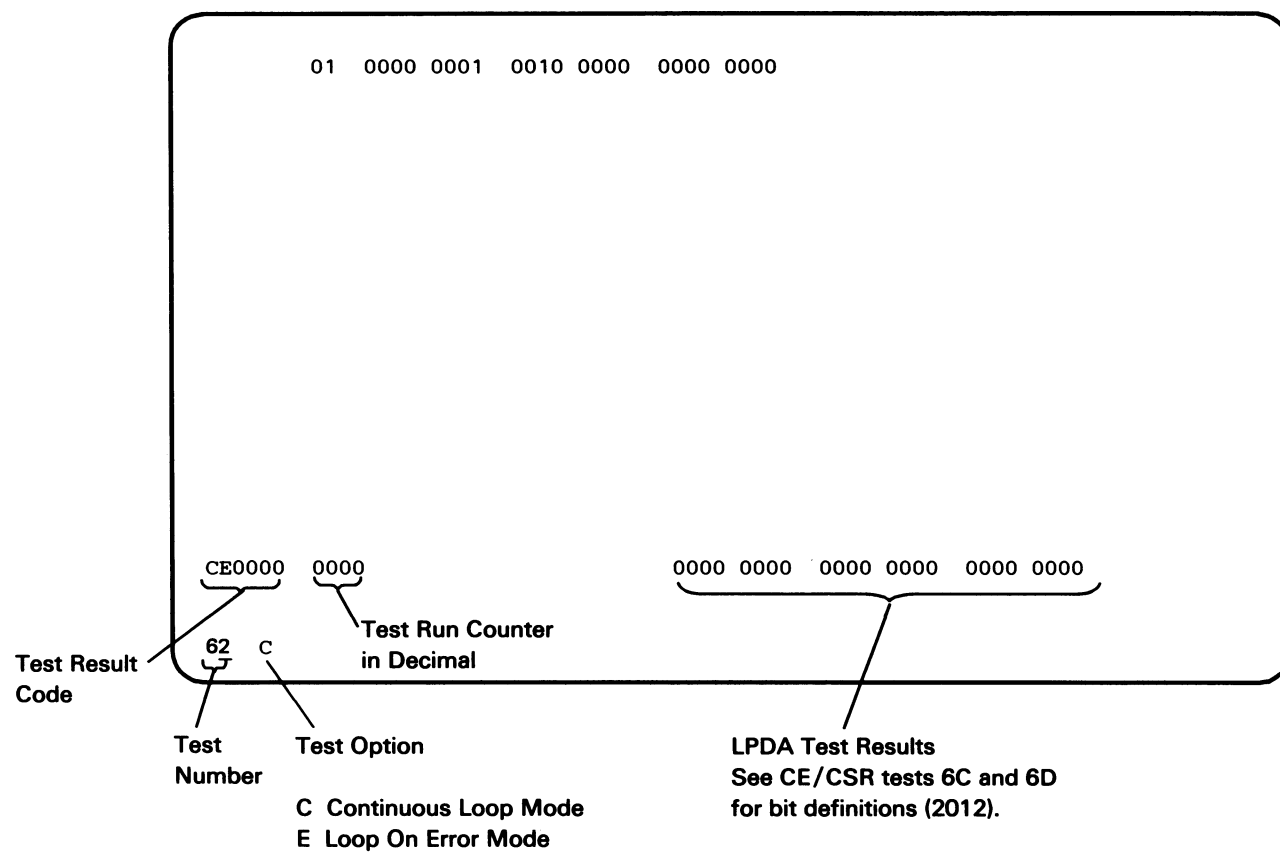 01 0000 0001 0010 0000 0000 0000
CE0000 0000 0000 0000 0000 0000 0000 0000
Test Run Counter
in Decimal
62 C
Test Result
Code
Test
Number
Test Option
C Continuous Loop Mode
E Loop On Error Mode
LPDA Test Results
See CE/CSR tests 6C and 6D
for bit definitions (2012).